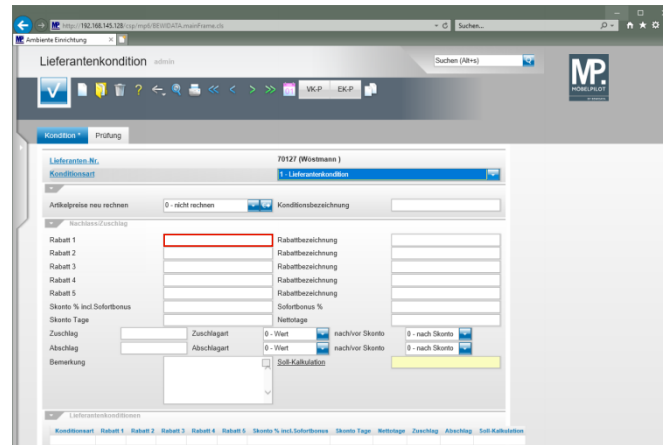 http://192.168.145.128/csp/mptf/BEWIDATA.mainFrame.cls
Suchen...
Ambiente Einrichtung
Lieferantenkondition admin
Suchen (Alt+s)
MP.
MÖBELPILOT
VK-P EK-P
Kondition * Prüfung
Lieferanten-Nr. 70127 (Wöstmann )
Konditionsart 1 - Lieferantenkondition
Artikelpreise neu rechnen 0 - nicht rechnen Konditionsbezeichnung
Nachlass/Zuschlag
Rabatt 1 Rabattbezeichnung
Rabatt 2 Rabattbezeichnung
Rabatt 3 Rabattbezeichnung
Rabatt 4 Rabattbezeichnung
Rabatt 5 Rabattbezeichnung
Skonto % incl.Sofortbonus Sofortbonus %
Skonto Tage Nettotage
Zuschlag Zuschlagart 0 - Wert nach/vor Skonto 0 - nach Skonto
Abschlag Abschlagart 0 - Wert nach/vor Skonto 0 - nach Skonto
Bemerkung Soll-Kalkulation
Lieferantenkonditionen
Konditionsart Rabatt 1 Rabatt 2 Rabatt 3 Rabatt 4 Rabatt 5 Skonto % incl.Sofortbonus Skonto Tage Nettotage Zuschlag Abschlag Soll-Kalkulation